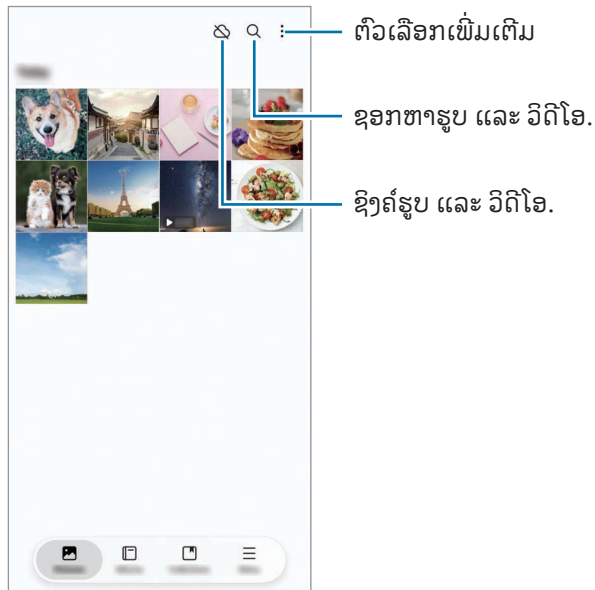 ຕົວເລືອກເພີ່ມເຕີມ
ຊອກຫາຮູບ ແລະ ວິດີໂອ.
ຊິງຄ໌ຮູບ ແລະ ວິດີໂອ.